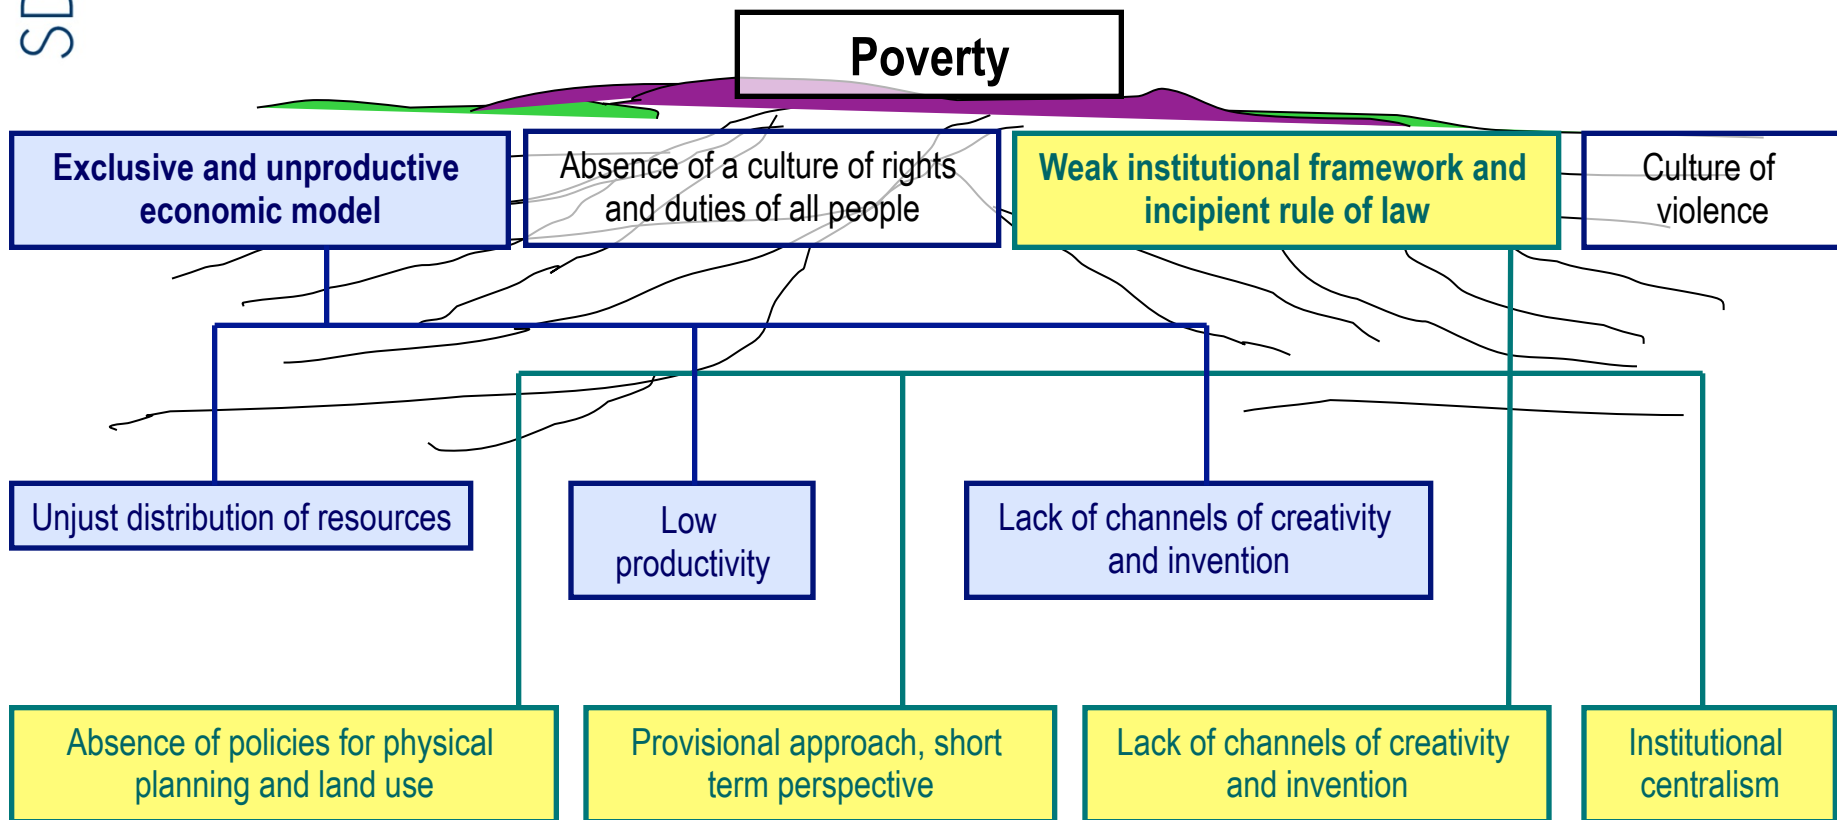 SD
Poverty
Exclusive and unproductive
economic model
Absence of a culture of rights
and duties of all people
Weak institutional framework and
incipient rule of law
Culture of
violence
Unjust distribution of resources
Low
productivity
Lack of channels of creativity
and invention
Absence of policies for physical
planning and land use
Provisional approach, short
term perspective
Lack of channels of creativity
and invention
Institutional
centralism